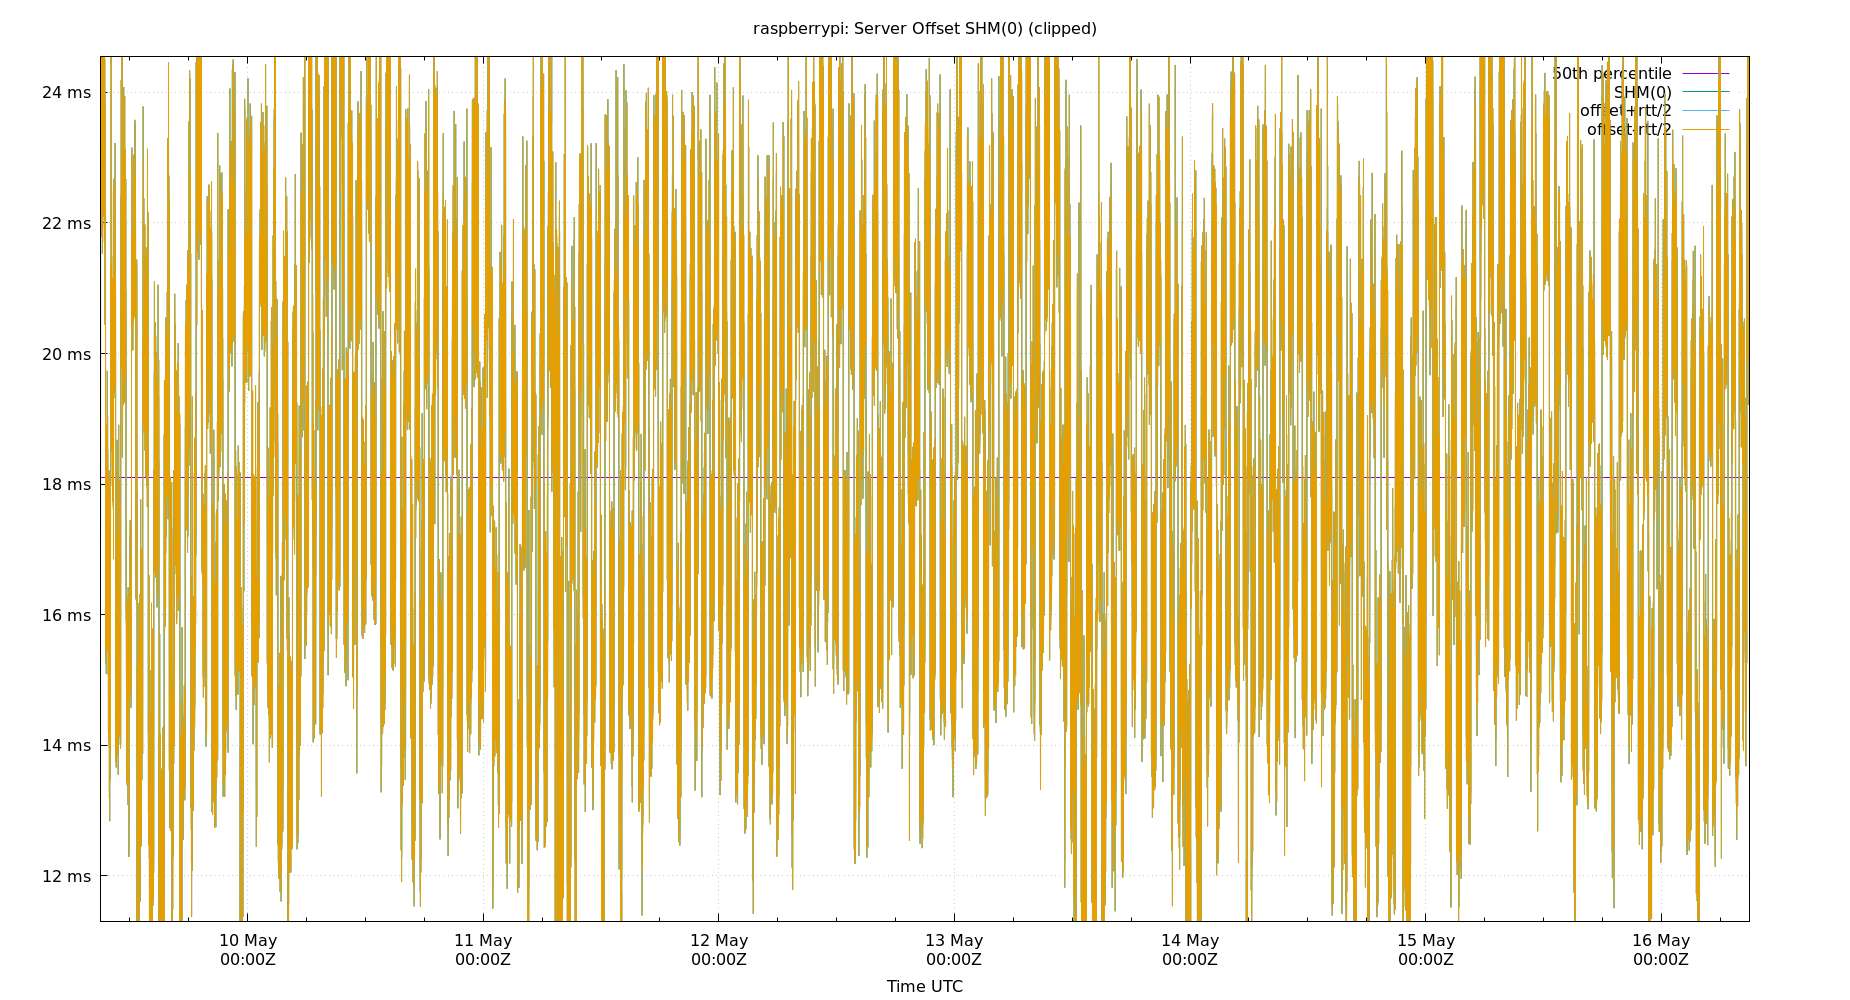 raspberrypi: Server Offset SHM(0) (clipped)
50th percentile
SHM(0)
offset+rtt/2
offset-rtt/2
24 ms
22 ms
20 ms
18 ms
16 ms
14 ms
12 ms
10 May 11 May 12 May 13 May 14 May 15 May 16 May
00:00Z 00:00Z 00:00Z 00:00Z 00:00Z 00:00Z 00:00Z
Time UTC